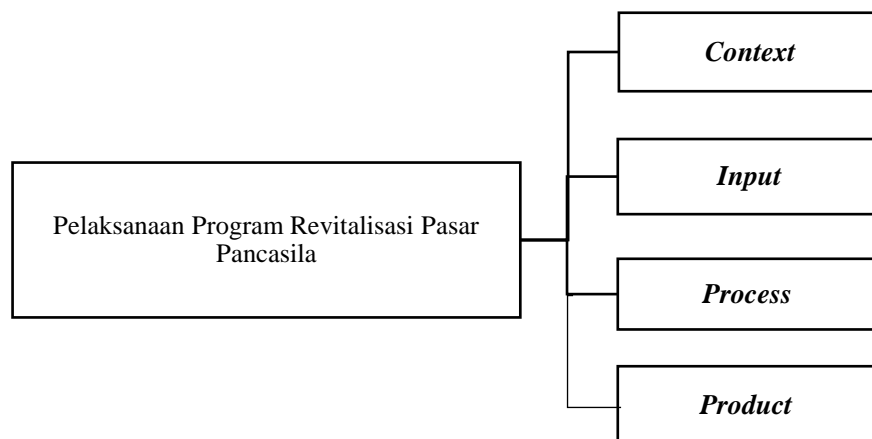 Context
Input
Pelaksanaan Program Revitalisasi Pasar
Pancasila
Process
Product